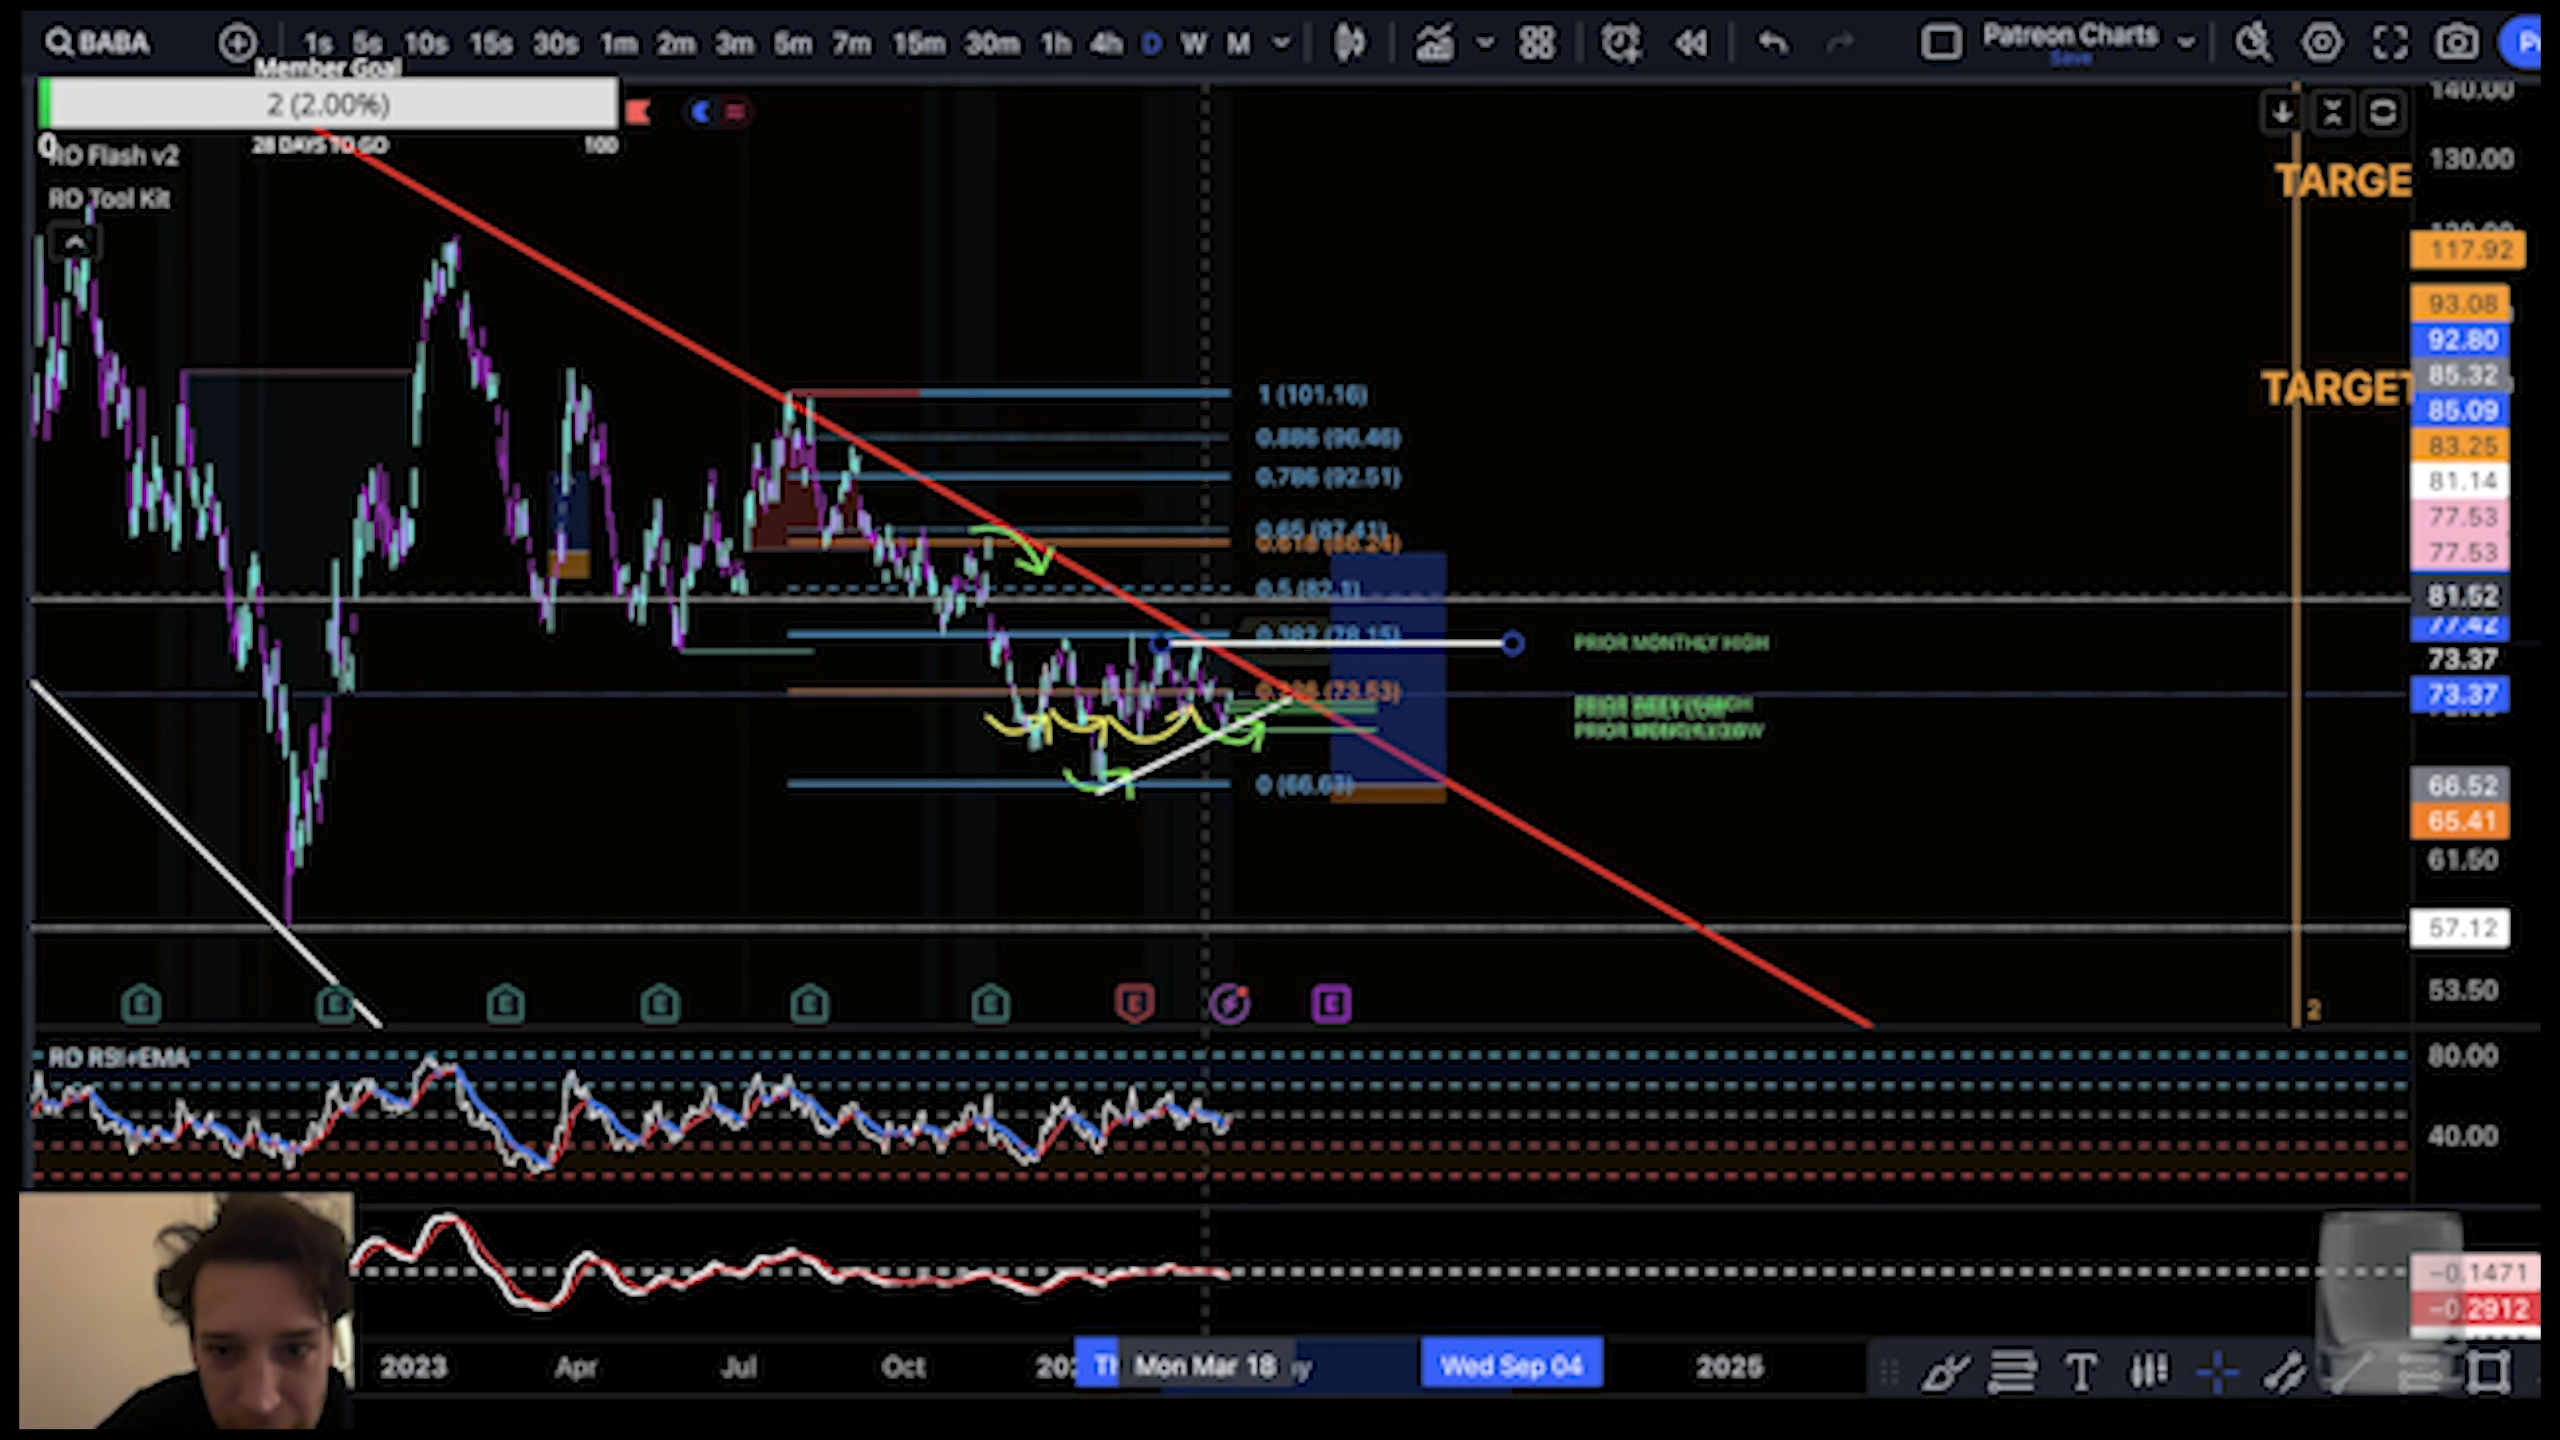 BABA 1s 5s 10s 15s 30s 1m 2m 3m 5m 7m 15m 30m 1h 4h D W M Patreon Charts
Save
Member Goal
2 (2.00%)
0 28 DAYS TO GO 100
RO Flash v2
RO Tool Kit
140.00
130.00
TARGE
117.92
93.08
92.80
85.32
TARGET
85.09
83.25
81.14
77.53
77.53
81.52
77.42
73.37
73.37
66.52
65.41
61.50
57.12
53.50
1 (101.16)
0.886 (96.46)
0.786 (92.51)
0.65 (87.41)
0.618 (86.24)
0.5 (82.1)
0.382 (78.15)
(73.53)
0 (66.63)
PRIOR MONTHLY HIGH
PRIOR
PRIOR
E E E E E E E E
2
RO RSI+EMA
80.00
40.00
-0.1471
-0.2912
2023 Apr Jul Oct 202 Th Mon Mar 18 y Wed Sep 04 2025
T